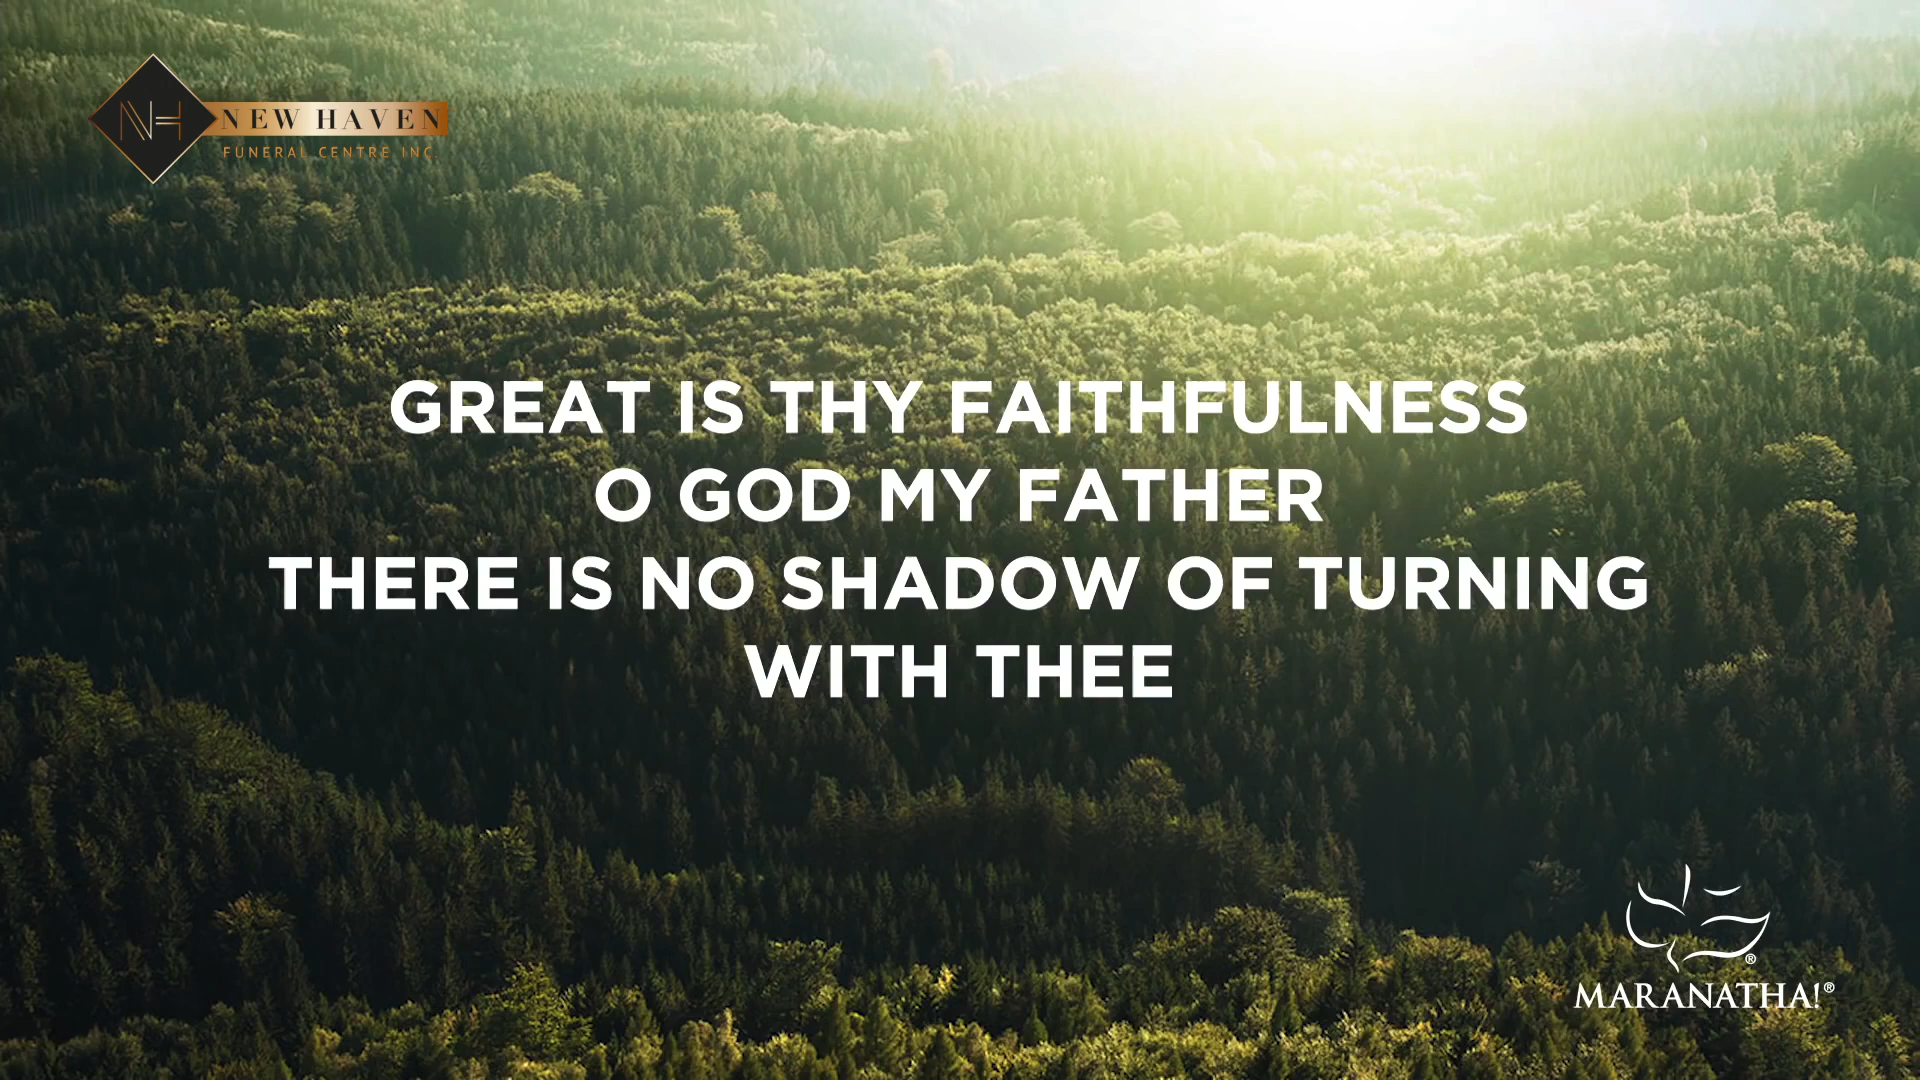 NH
NEW HAVEN
FUNERAL CENTRE INC.
GREAT IS THY FAITHFULNESS
O GOD MY FATHER
THERE IS NO SHADOW OF TURNING
WITH THEE
®
MARANATHA!®